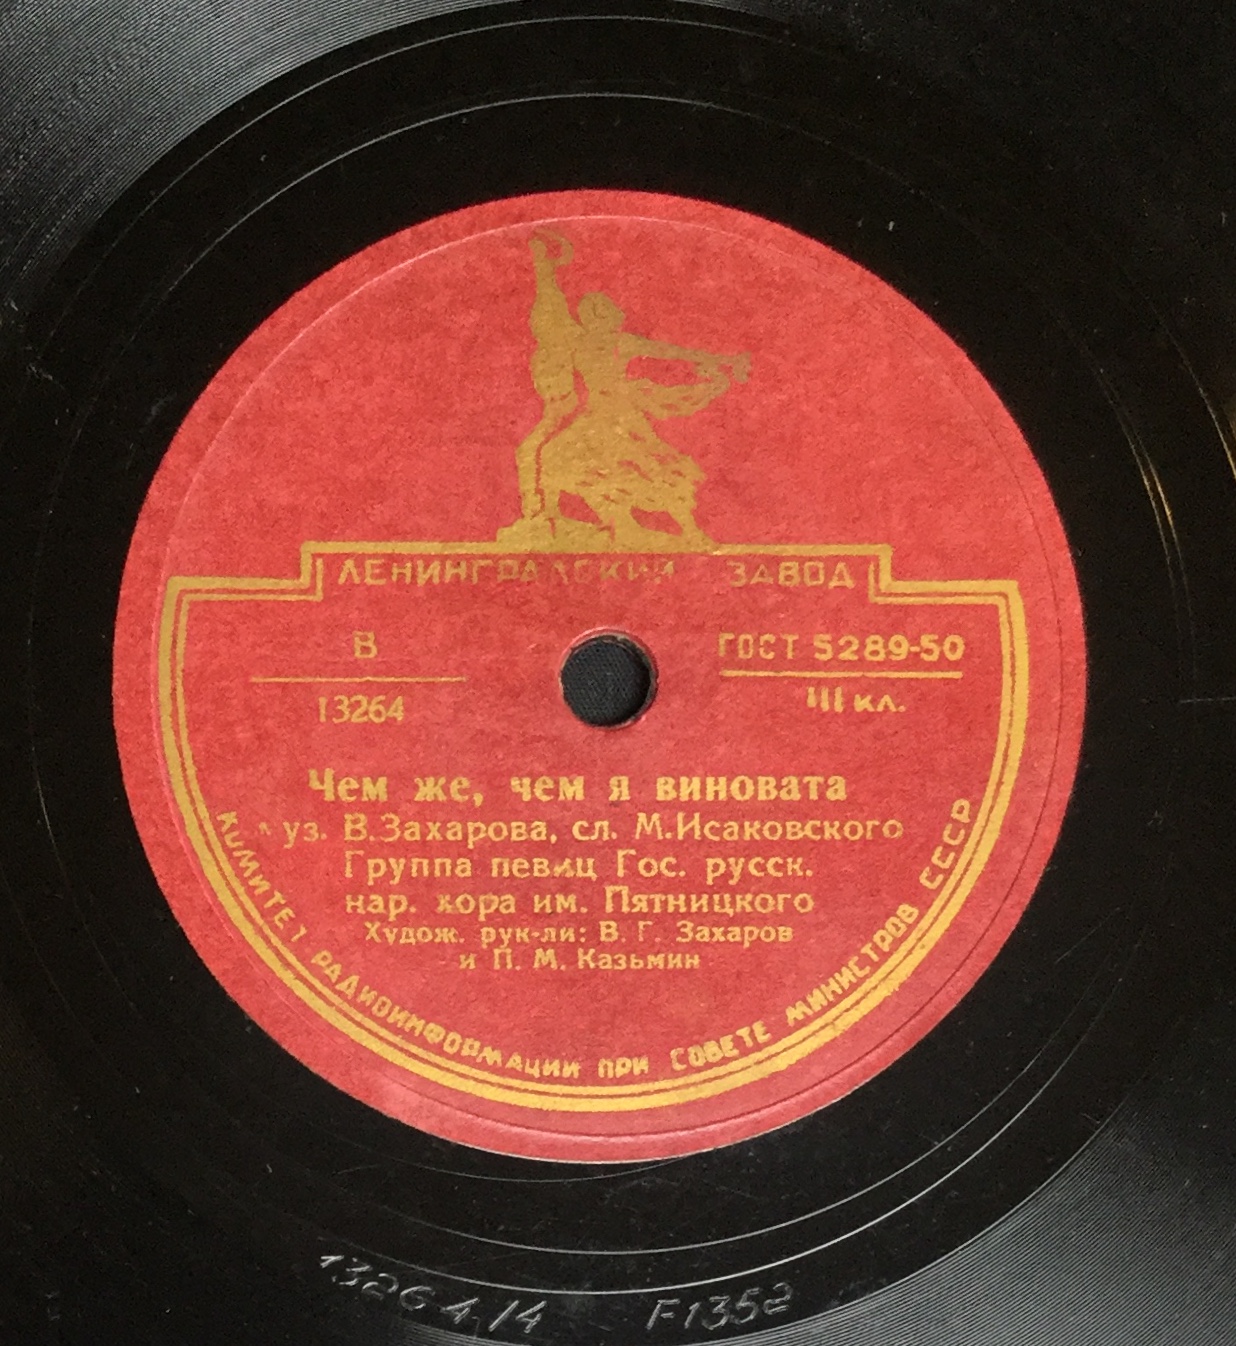 ЛЕНИНГРАДСКИЙ ЗАВОД
В
13264
ГОСТ 5289-50
III кл.
Чем же, чем я виновата
уз. В.Захарова, сл. М.Исаковского
Группа певиц Гос. русск.
нар. хора им. Пятницкого
Худож. рук-ли: В. Г. Захаров
и П. М. Казьмин
КОМИТЕТ РАДИОИНФОРМАЦИИ ПРИ СОВЕТЕ МИНИСТРОВ СССР
13264/4 F1352